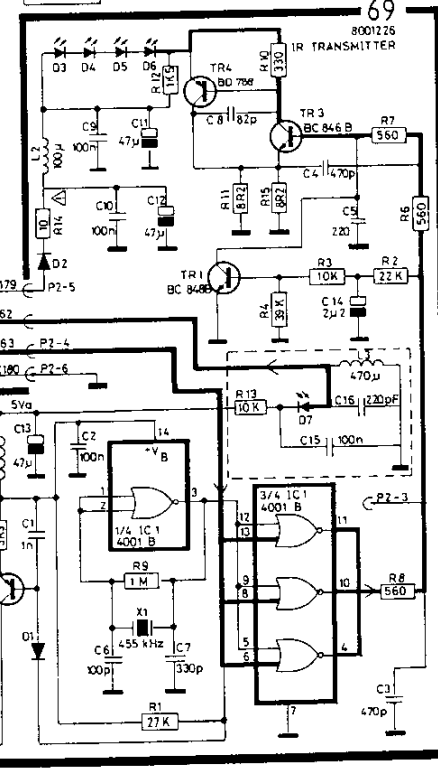 69
8001226
IR TRANSMITTER
D3 D4 D5 D6
R12
1K5
TR4
BD 788
R10
330
C9
100n
C11
47µ
C8 82p
TR3
BC 846 B
R7
560
L2
100µ
C4 470p
R11
8R2
R15
8R2
C5
220
R6
560
C10
100n
C12
47µ
10
R14
D2
179 P2-5
TR1
BC 848B
R3
10K
R2
22K
R4
39K
C14
2µ2
62
63 P2-4
180 P2-6
470µ
5Va
R13
10K
D7
C16 220pF
C15 100n
C13
47µ
C2
100n
14
+V B
1
2
3
1/4 IC1
4001 B
3/4 IC1
4001 B
P2-3
12
13
11
C1
1n
R9
1M
9
8
10
R8
560
X1
455 kHz
C6
100p
C7
330p
5
6
4
D1
R1
27K
7
C3
470p